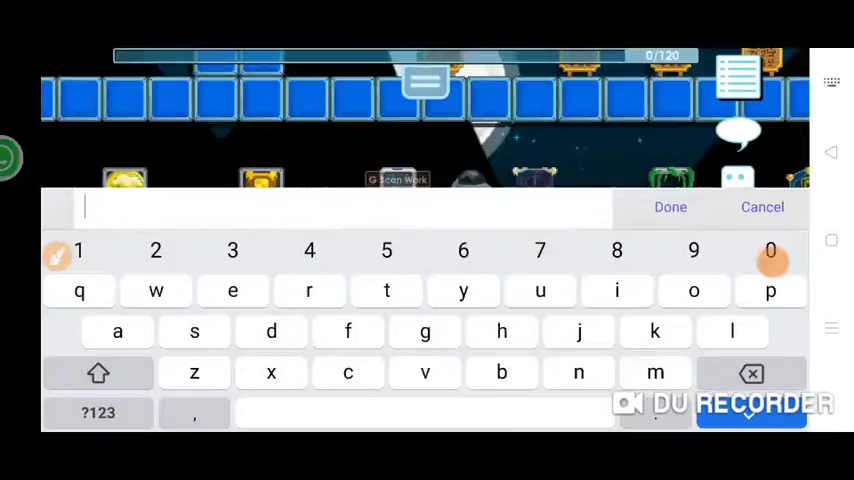 0/120
G Scan Work
Done Cancel
1 2 3 4 5 6 7 8 9 0
q w e r t y u i o p
a s d f g h j k l
z x c v b n m
?123 , .
DU RECORDER